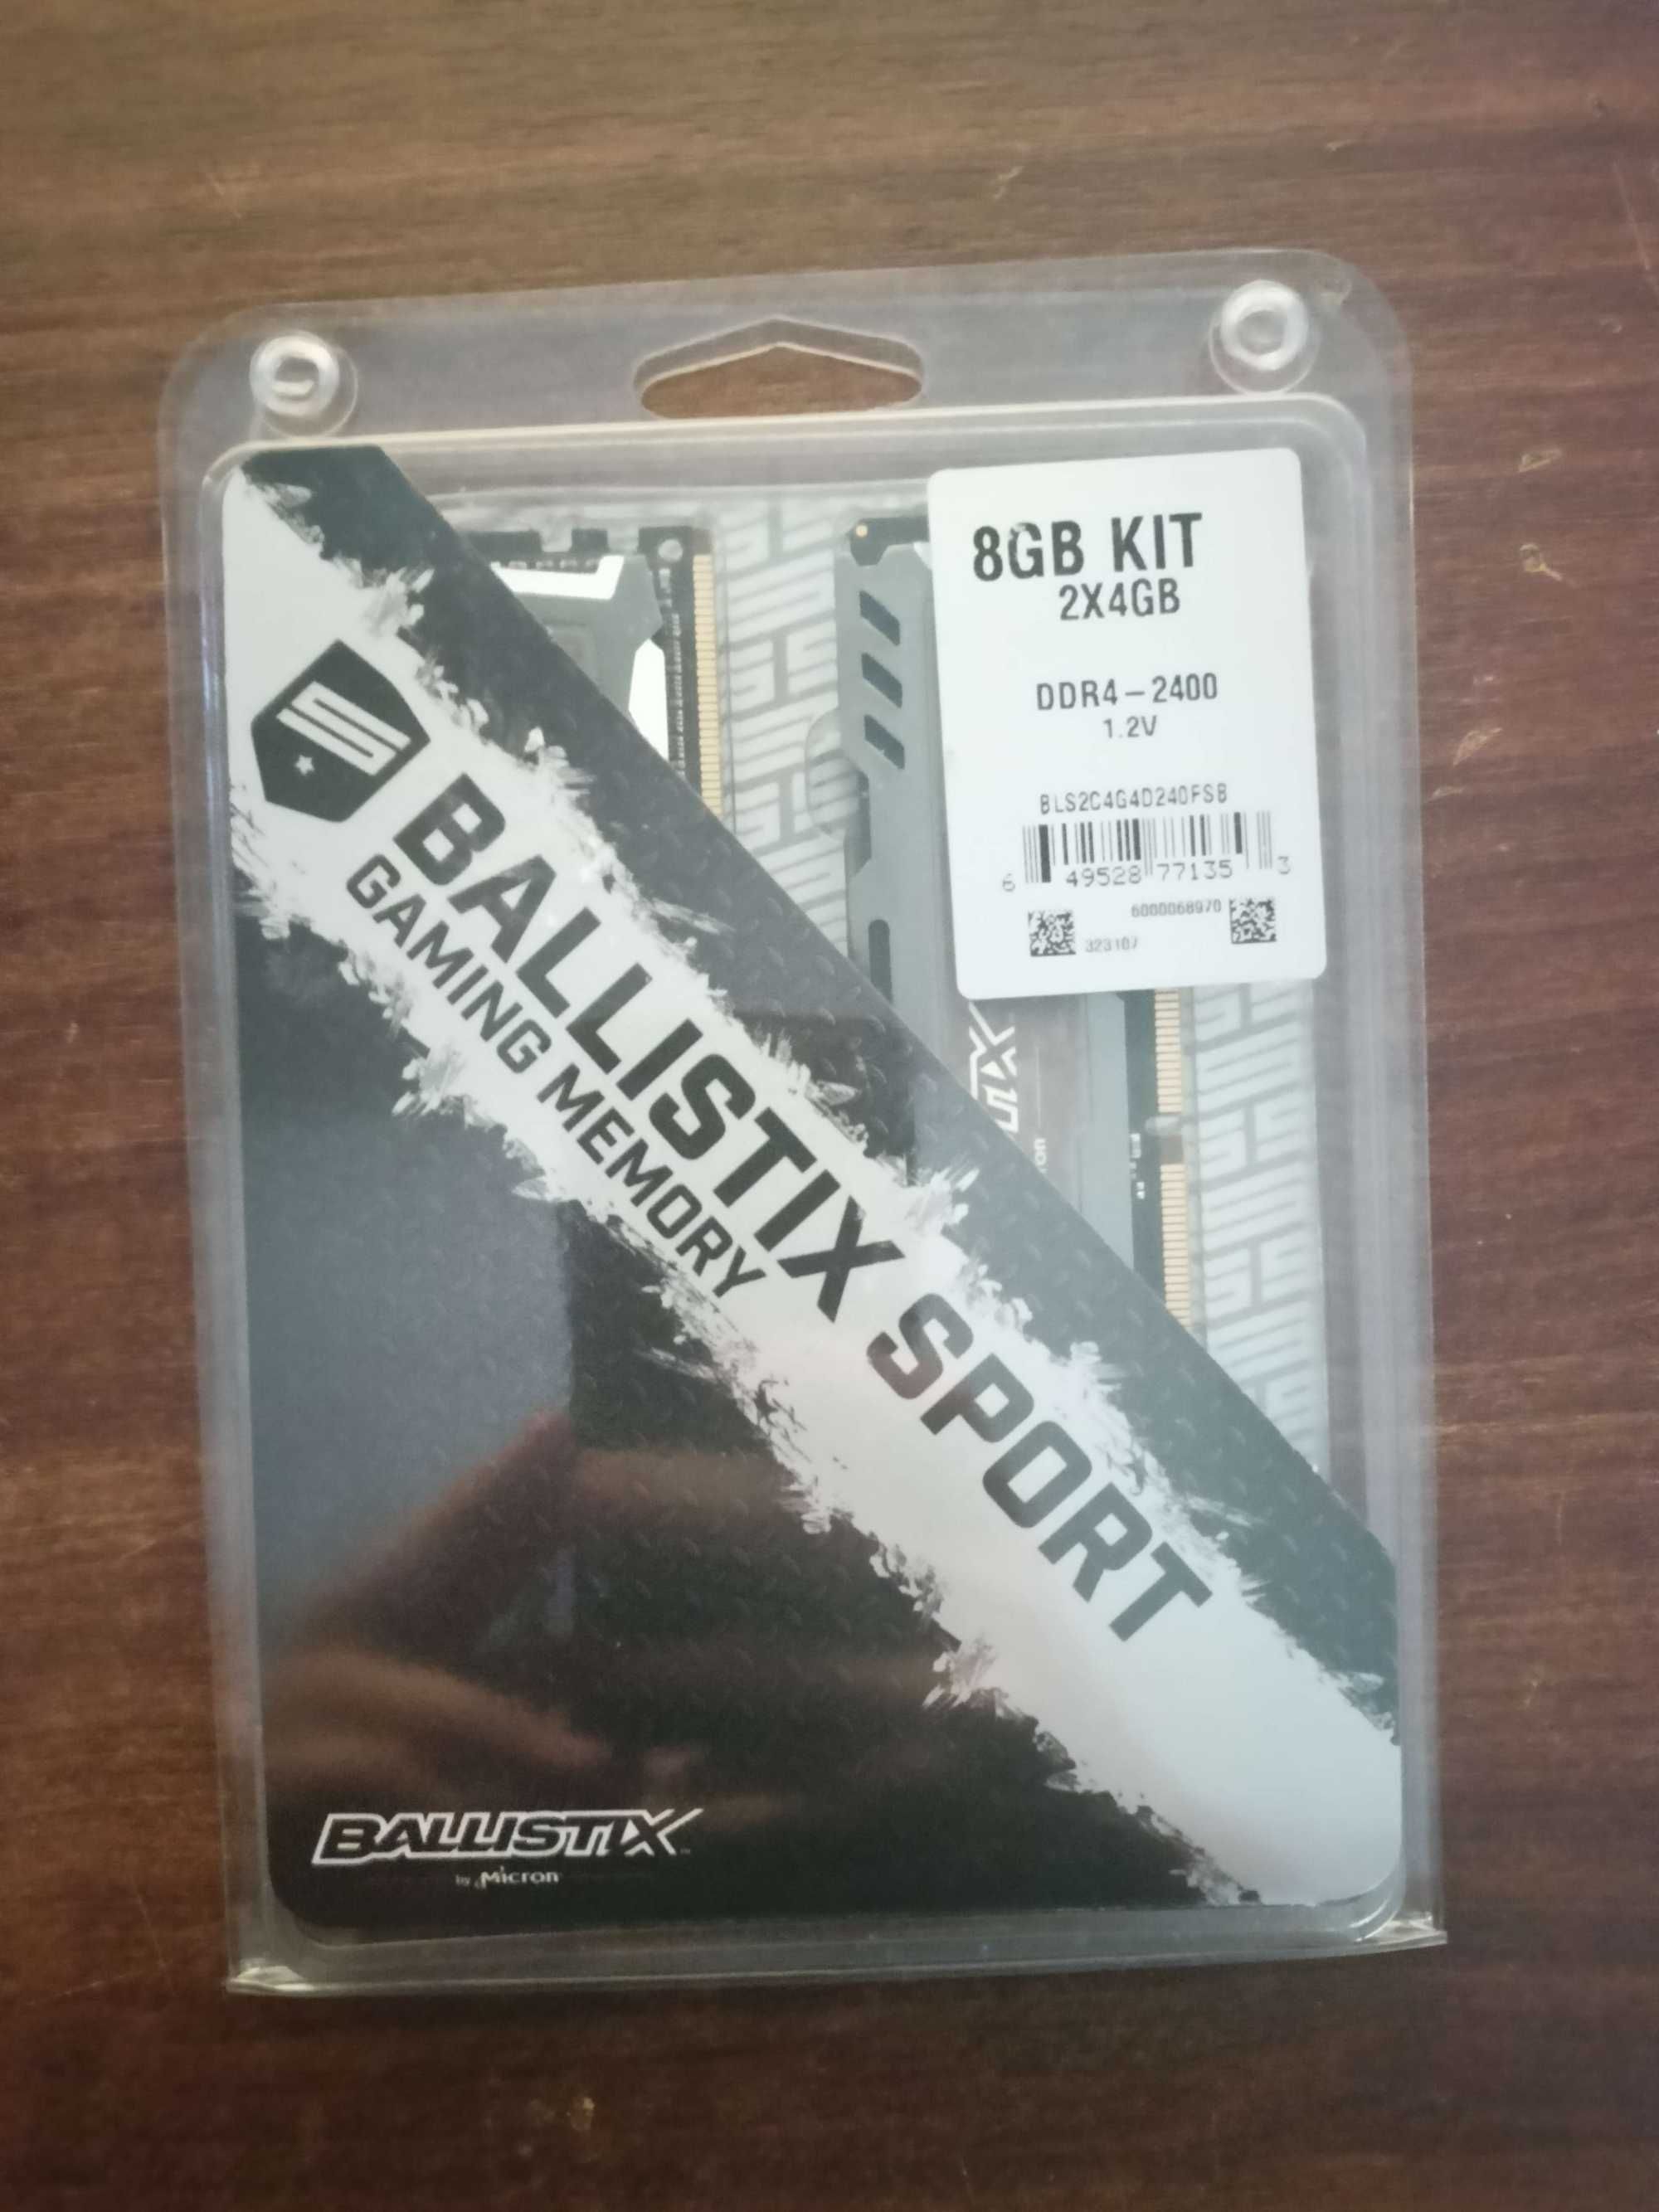 8GB KIT
2X4GB
DDR4-2400
1.2V
BLS2C4G4D240FSB
6 49528 77135 3
6000068970
323107
BALLISTIX SPORT
GAMING MEMORY
BALLISTIX
by Micron